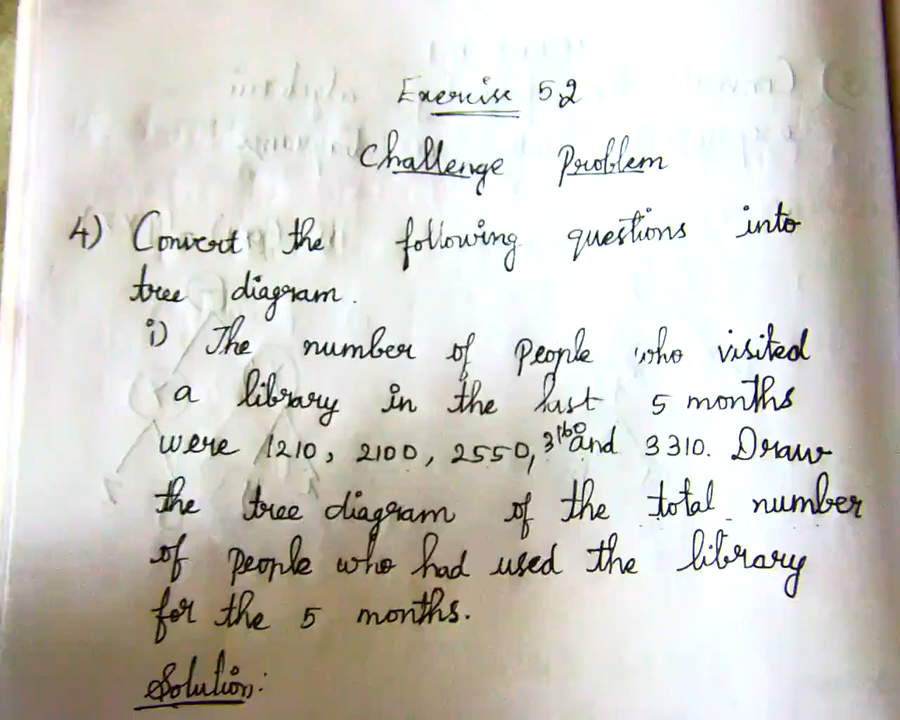 Exercise 5.2
Challenge Problem
4) Convert the following questions into
tree diagram.
i) The number of people who visited
a library in the last 5 months
were 1210, 2100, 2550, 3160 and 3310. Draw
the tree diagram of the total number
of people who had used the library
for the 5 months.
Solution: